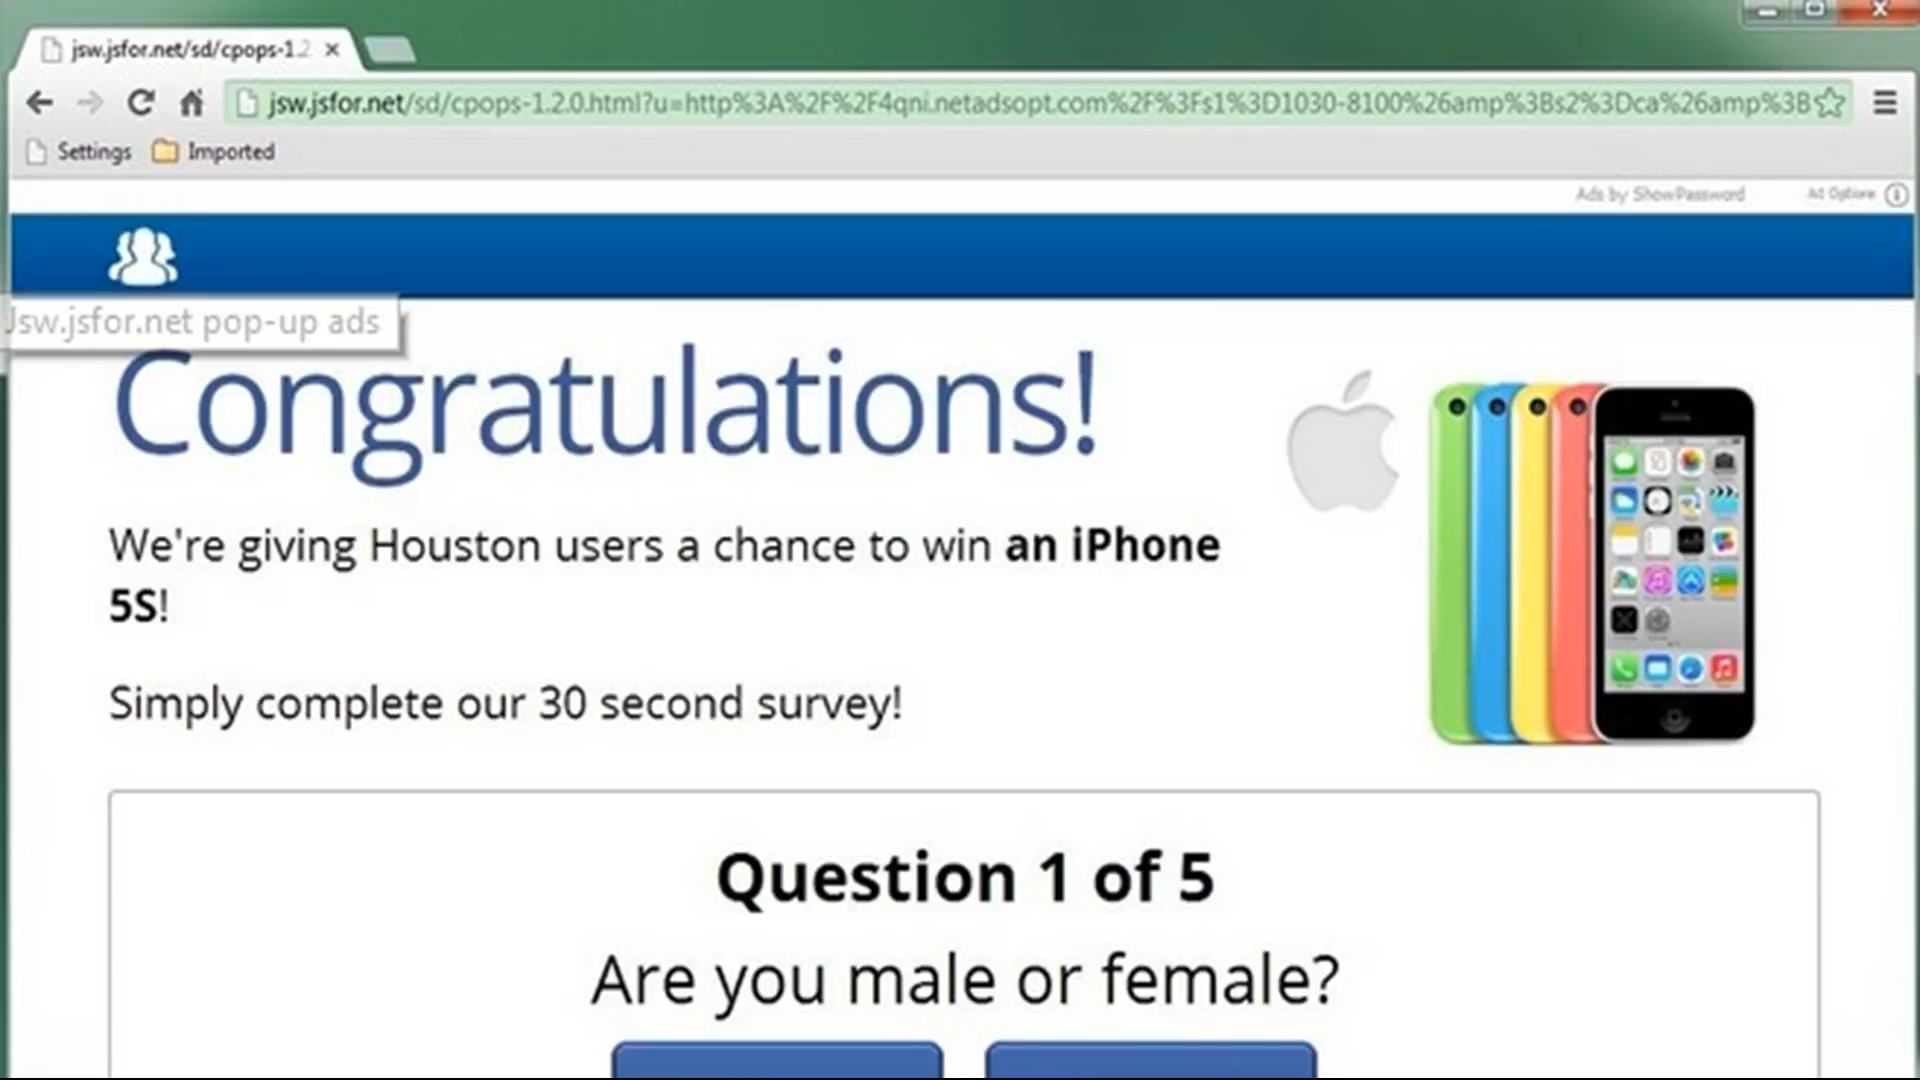 jsw.jsfor.net/sd/cpops-1.2
jsw.jsfor.net/sd/cpops-1.2.0.html?u=http%3A%2F%2F4qni.netadsopt.com%2F%3Fs1%3D1030-8100%26amp%3Bs2%3Dca%26amp%3B
Settings Imported
Ads by ShowPassword Ad Options
Jsw.jsfor.net pop-up ads
Congratulations!
We're giving Houston users a chance to win an iPhone
5S!
Simply complete our 30 second survey!
Question 1 of 5
Are you male or female?